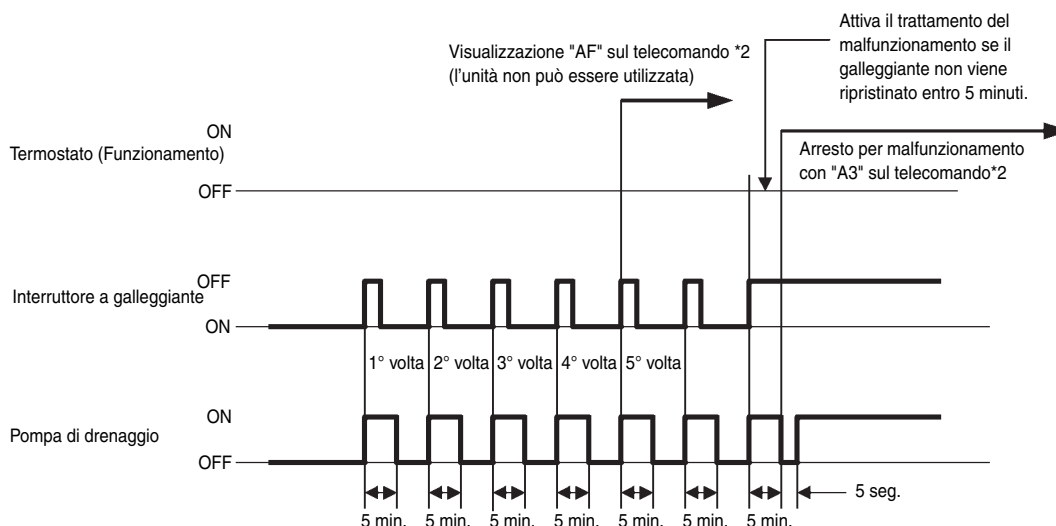 Attiva il trattamento del
malfunzionamento se il
galleggiante non viene
ripristinato entro 5 minuti.
Visualizzazione "AF" sul telecomando *2
(l'unità non può essere utilizzata)
ON
Termostato (Funzionamento)
OFF
Arresto per malfunzionamento
con "A3" sul telecomando*2
OFF
Interruttore a galleggiante
ON
1° volta 2° volta 3° volta 4° volta 5° volta
ON
Pompa di drenaggio
OFF
5 seg.
5 min. 5 min. 5 min. 5 min. 5 min. 5 min. 5 min.